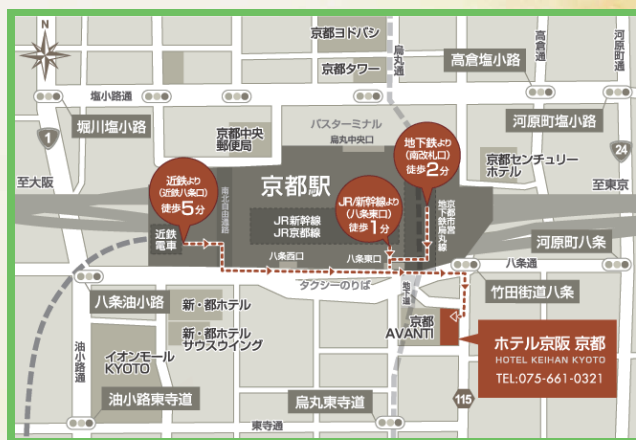 N
京都ヨドバシ
烏丸通
京都タワー
高倉通
高倉塩小路
河原町通
塩小路通
堀川塩小路
河原町塩小路
1
24
京都中央
郵便局
バスターミナル
烏丸中央口
地下鉄より
(南改札口)
徒歩2分
京都センチュリー
ホテル
至大阪
至東京
近鉄より
(近鉄八条口)
徒歩5分
南北自由通路
京都駅
JR/新幹線より
(八条東口)
徒歩1分
京都市営
地下鉄烏丸線
近鉄
電車
JR新幹線
JR京都線
河原町八条
八条西口
八条東口
八条通
タクシーのりば
地下道
竹田街道八条
八条油小路
新・都ホテル
京都
AVANTI
新・都ホテル
サウスウイング
油小路通
イオンモール
KYOTO
ホテル京阪 京都
HOTEL KEIHAN KYOTO
TEL:075-661-0321
油小路東寺道
烏丸東寺道
115
東寺通